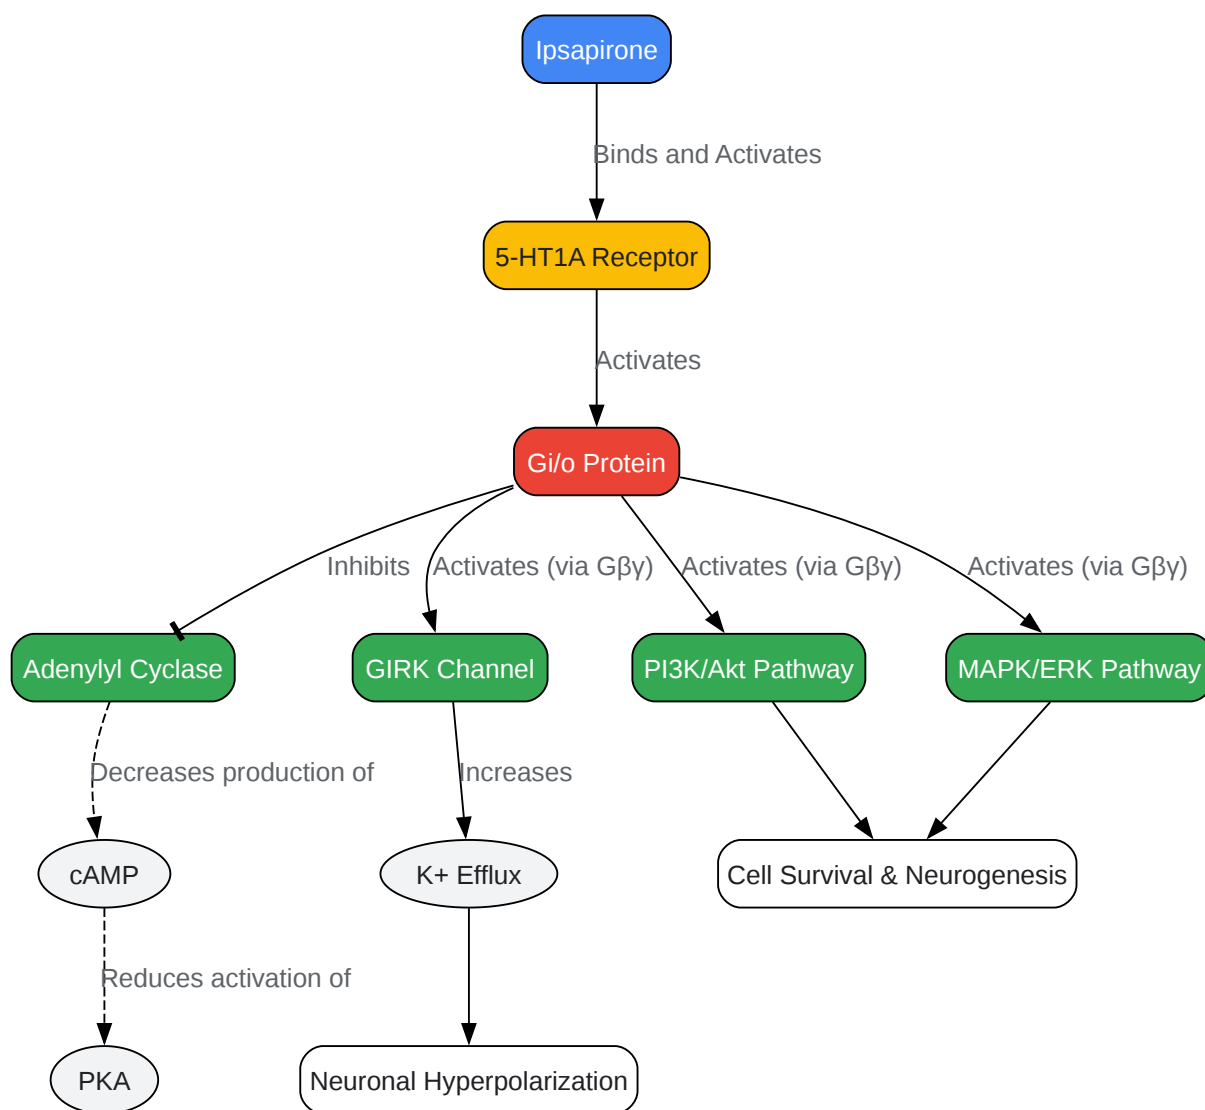 Ipsapirone
Binds and Activates
5-HT1A Receptor
Activates
Gi/o Protein
Inhibits
Activates (via Gβγ)
Activates (via Gβγ)
Activates (via Gβγ)
Adenylyl Cyclase
GIRK Channel
PI3K/Akt Pathway
MAPK/ERK Pathway
Decreases production of
Increases
cAMP
K+ Efflux
Cell Survival & Neurogenesis
Reduces activation of
PKA
Neuronal Hyperpolarization